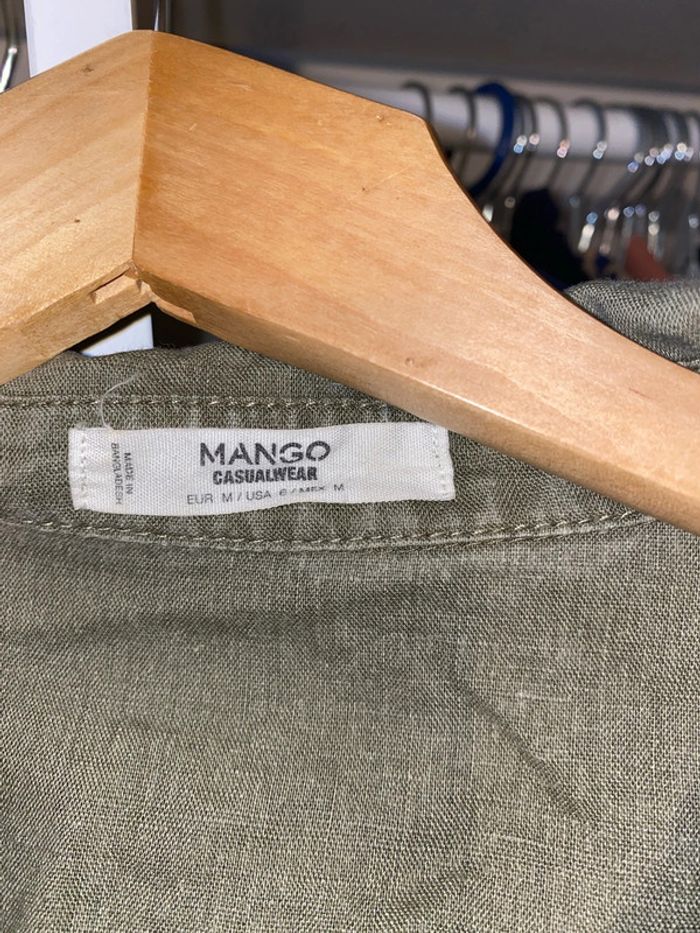 MANGO
CASUALWEAR
EUR M / USA 6 / MEX M
MADE IN
BANGLADESH